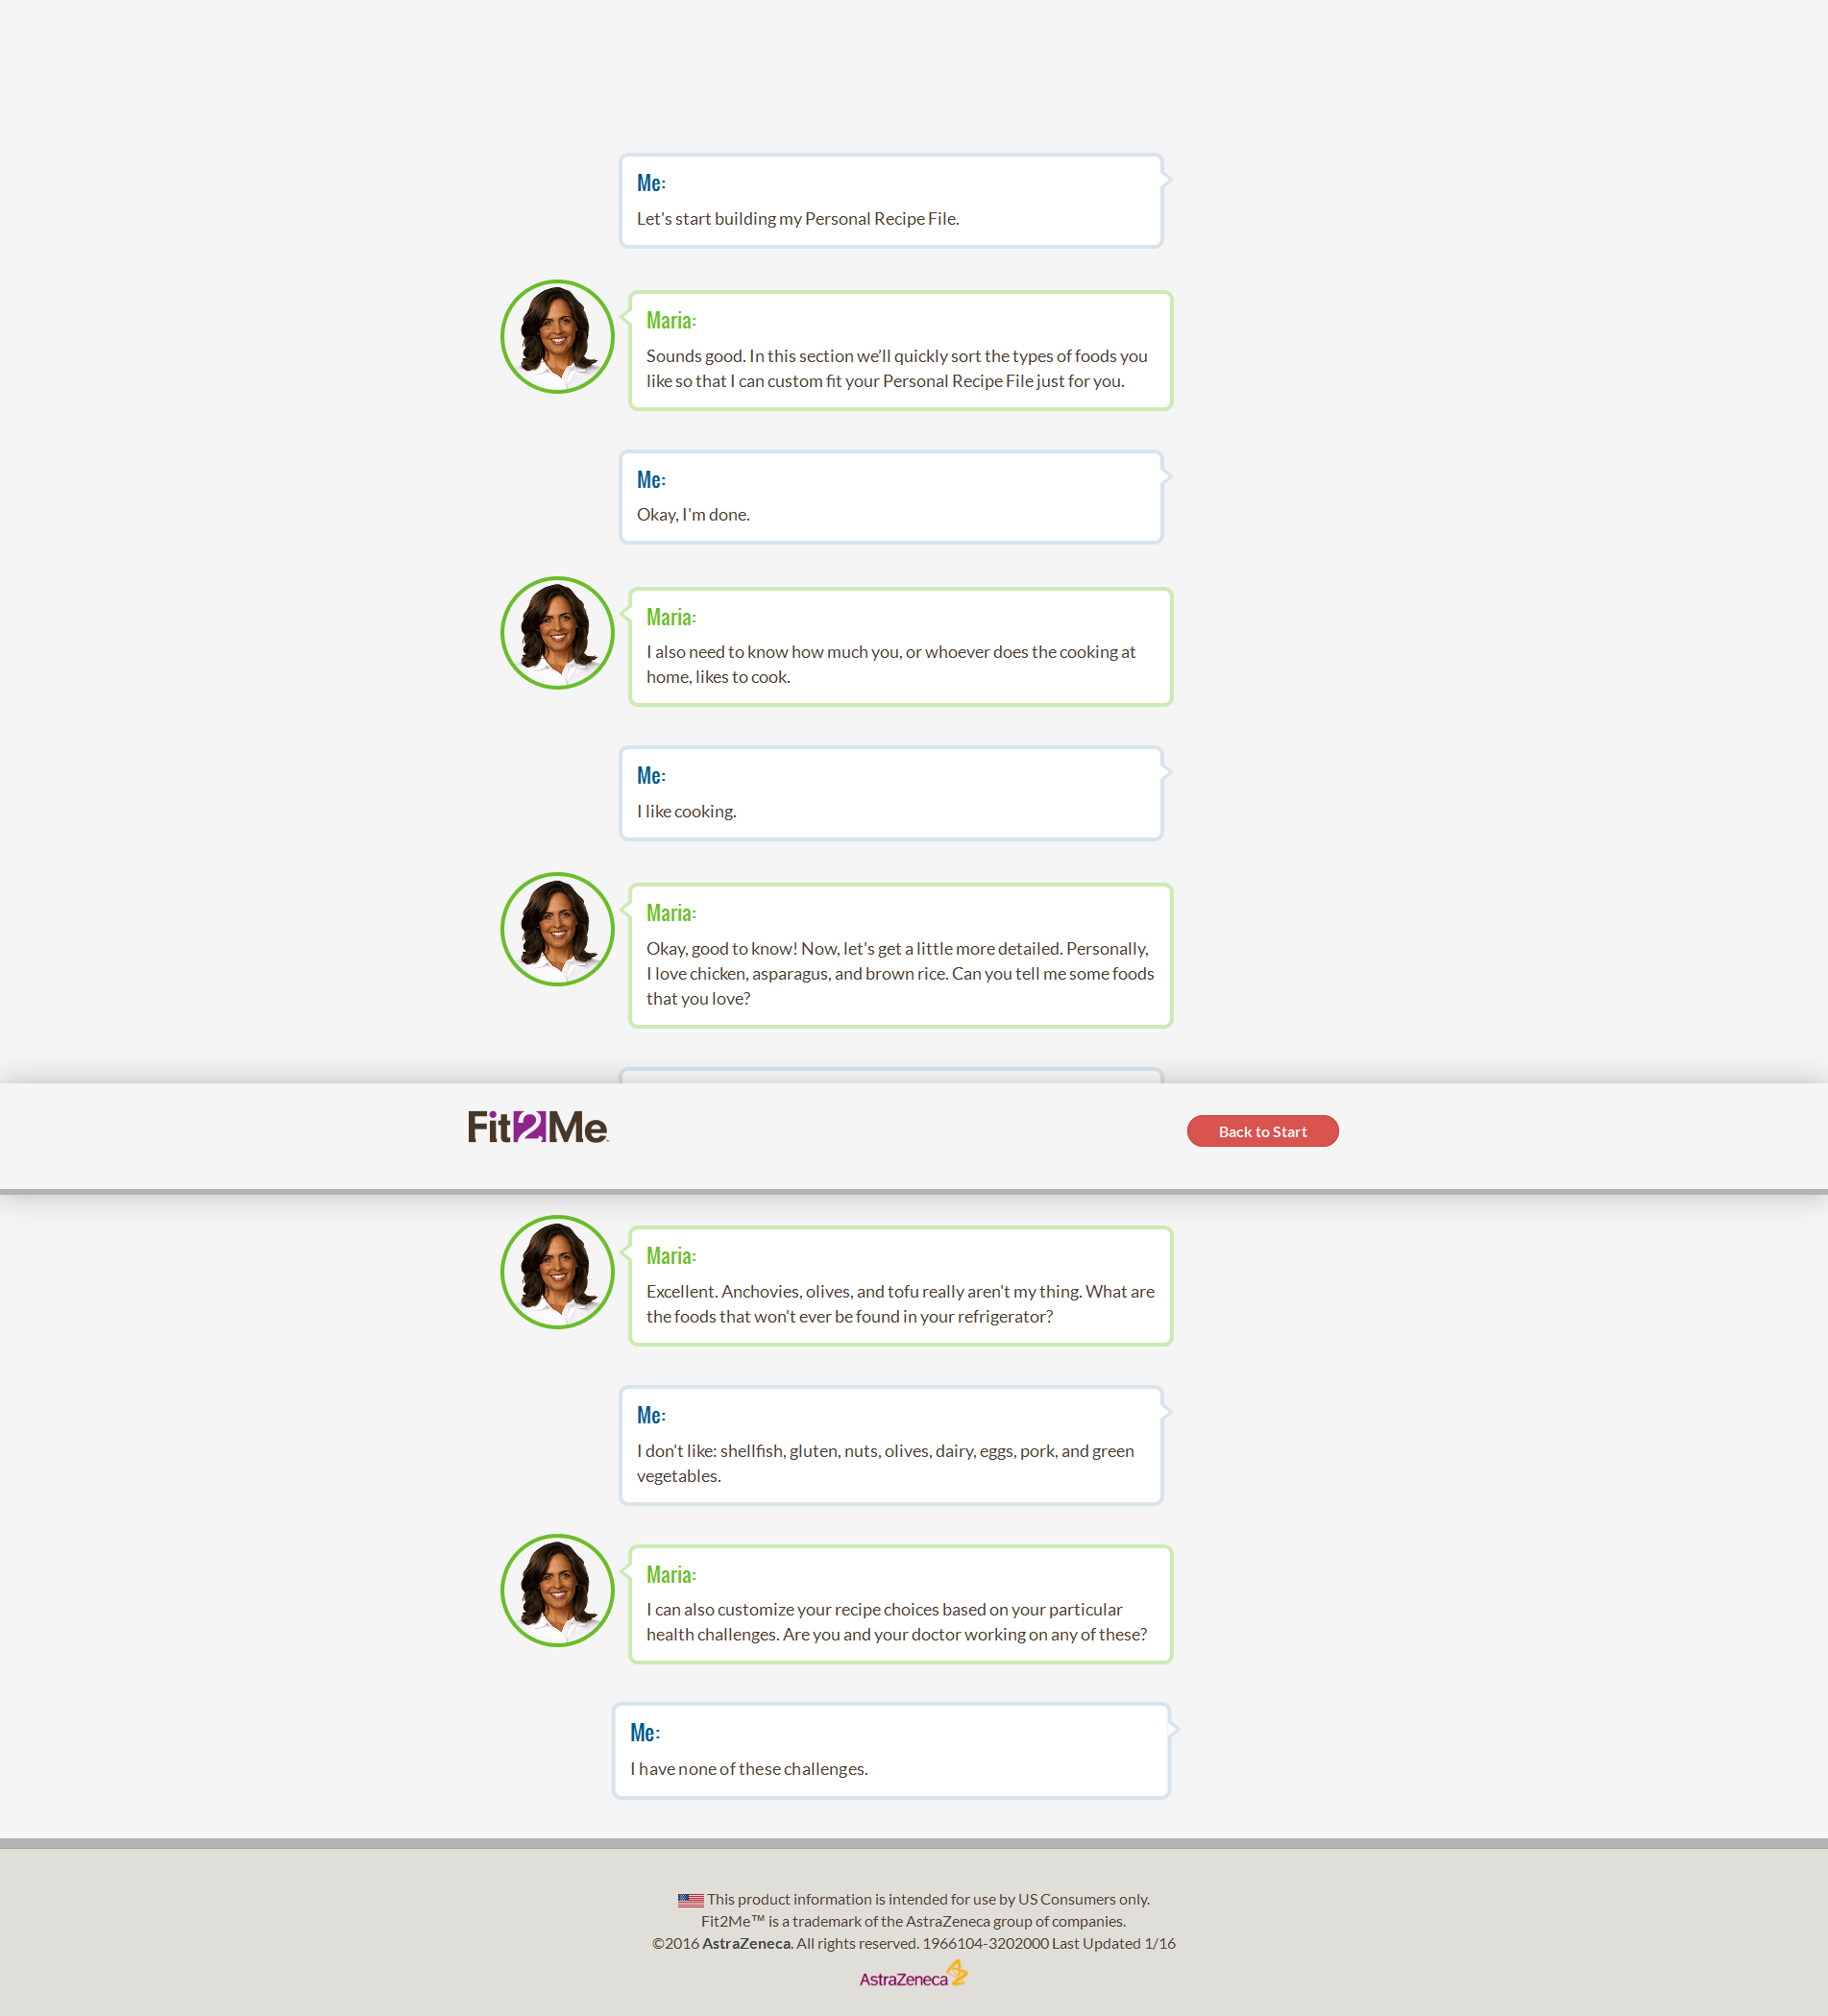 Me:
Let's start building my Personal Recipe File.
Maria:
Sounds good. In this section we’ll quickly sort the types of foods you
like so that I can custom fit your Personal Recipe File just for you.
Me:
Okay, I'm done.
Maria:
I also need to know how much you, or whoever does the cooking at
home, likes to cook.
Me:
I like cooking.
Maria:
Okay, good to know! Now, let's get a little more detailed. Personally,
I love chicken, asparagus, and brown rice. Can you tell me some foods
that you love?
Fit2Me
Back to Start
Maria:
Excellent. Anchovies, olives, and tofu really aren't my thing. What are
the foods that won't ever be found in your refrigerator?
Me:
I don't like: shellfish, gluten, nuts, olives, dairy, eggs, pork, and green
vegetables.
Maria:
I can also customize your recipe choices based on your particular
health challenges. Are you and your doctor working on any of these?
Me:
I have none of these challenges.
This product information is intended for use by US Consumers only.
Fit2Me™ is a trademark of the AstraZeneca group of companies.
©2016 AstraZeneca. All rights reserved. 1966104-3202000 Last Updated 1/16
AstraZeneca